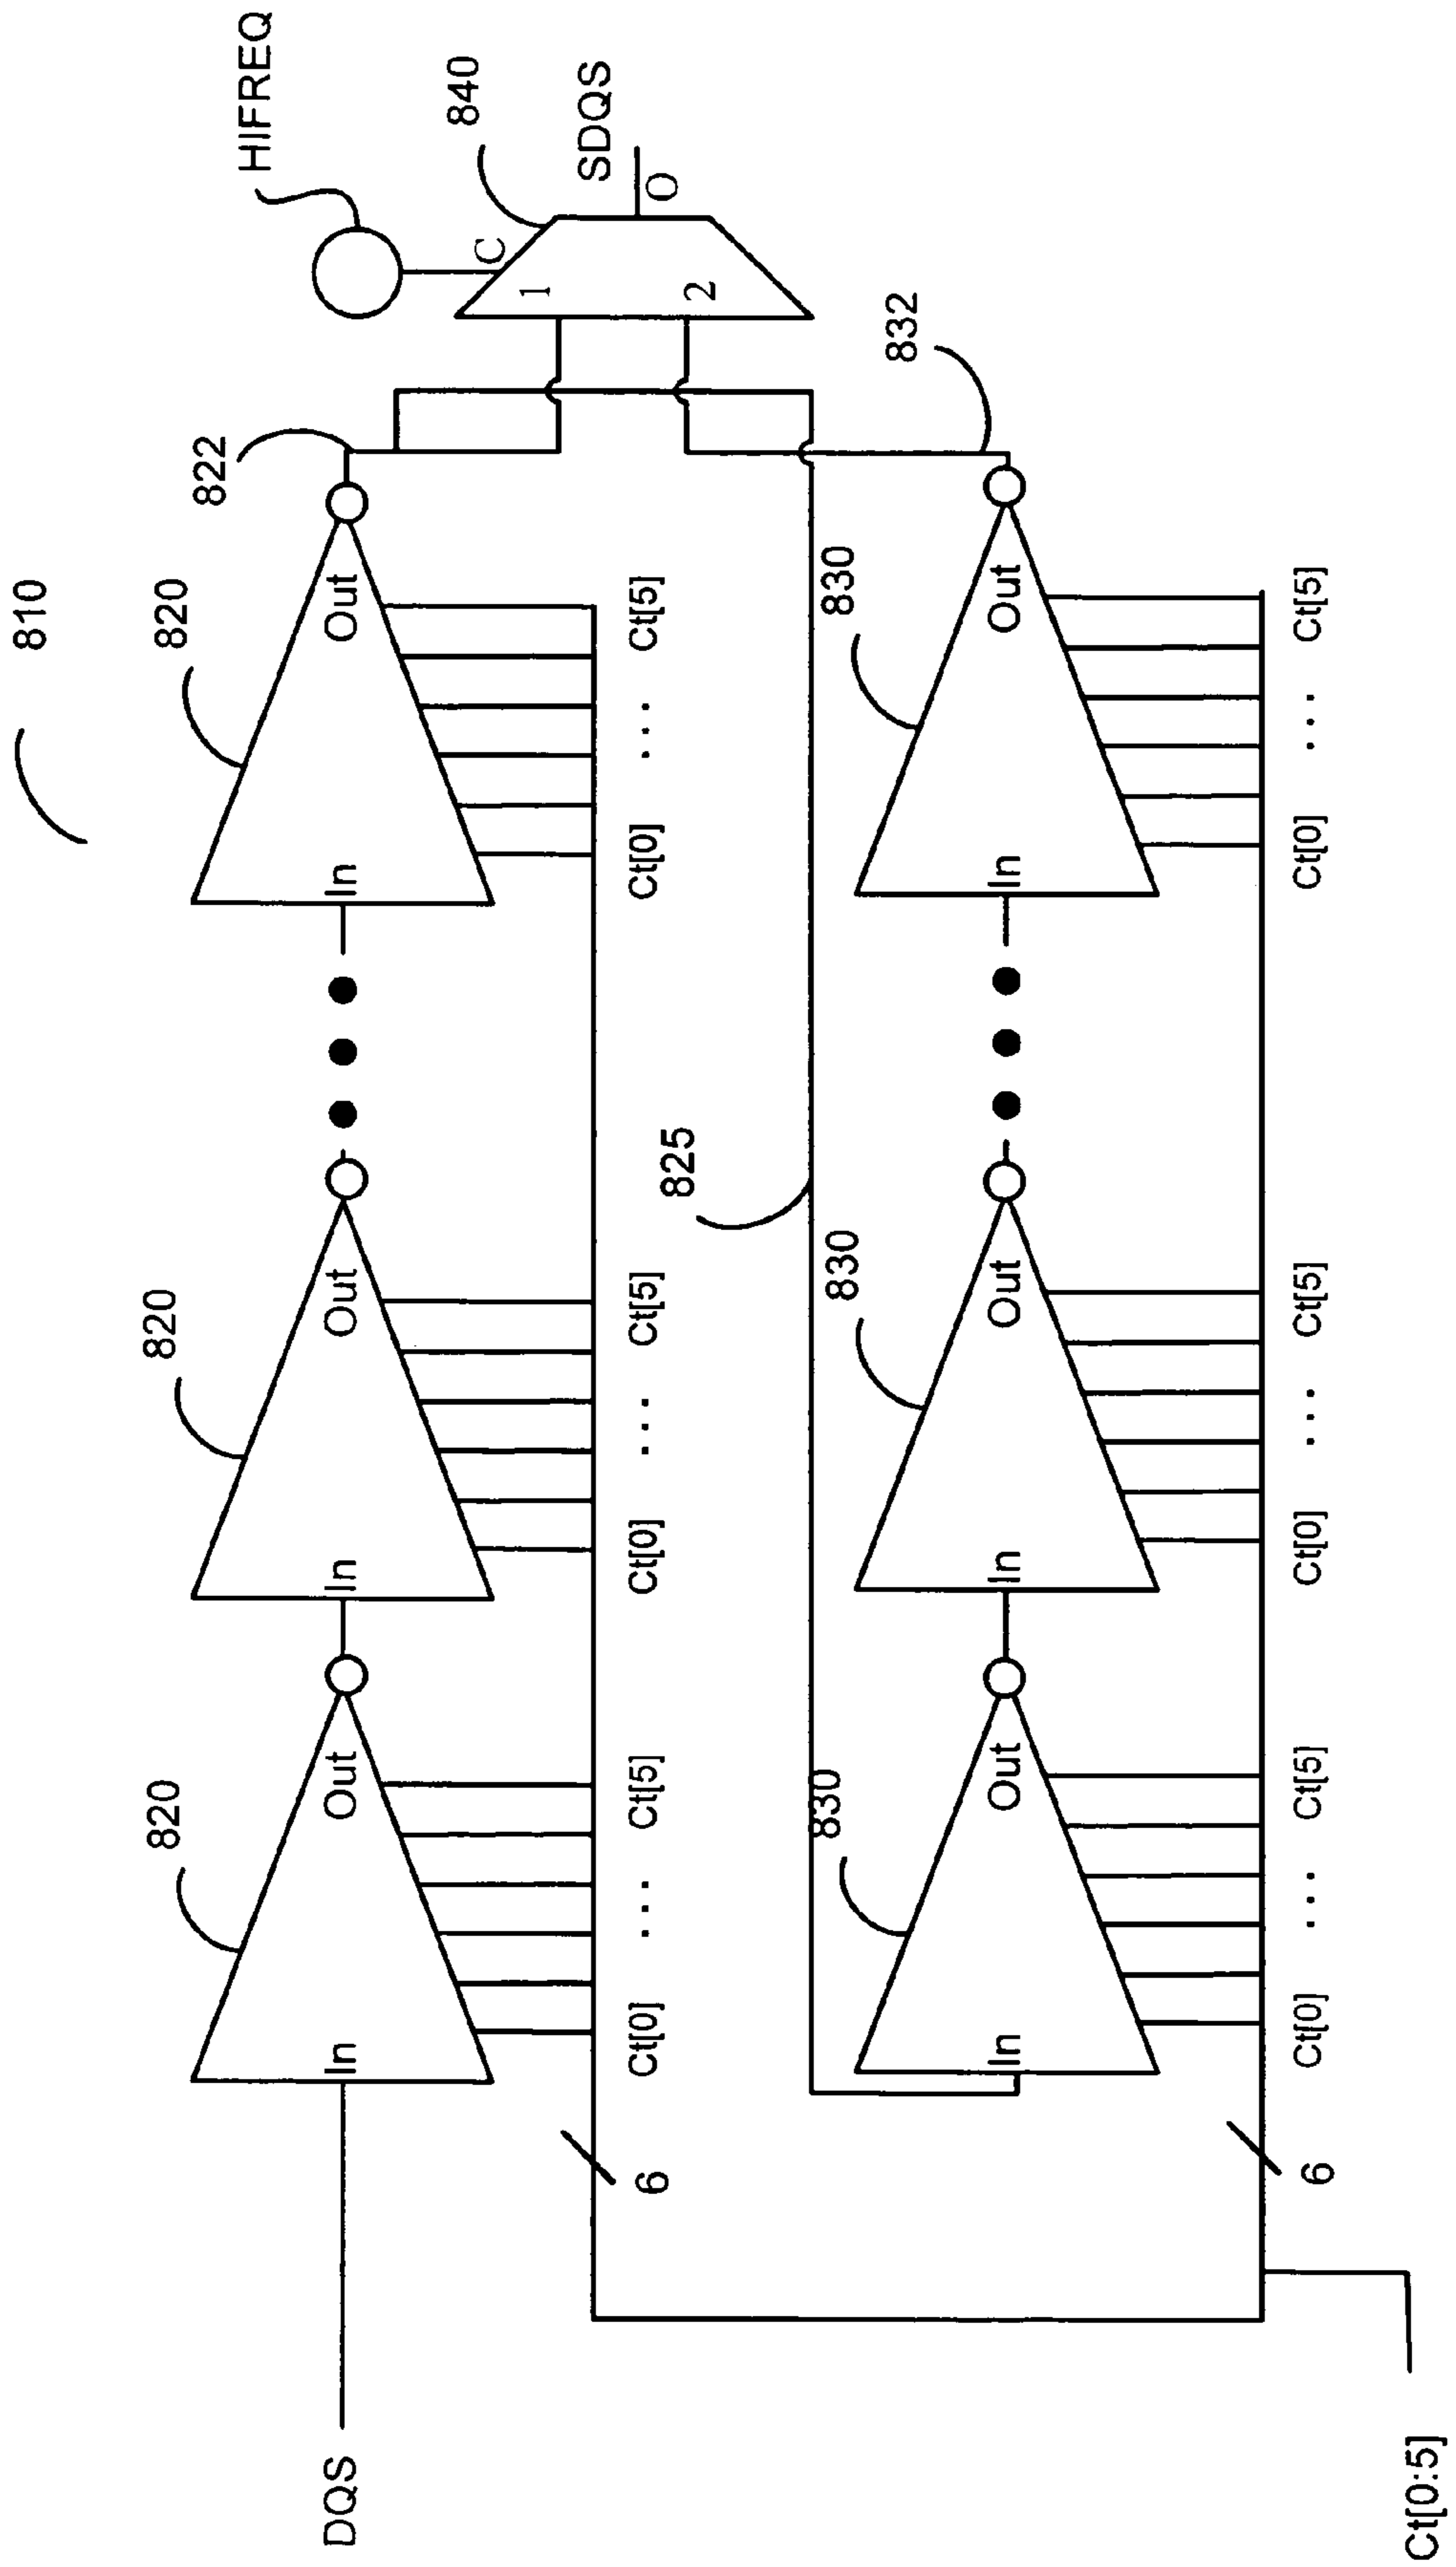 810
HIFREQ
820
820
820
822
840
DQS
In
Out
In
Out
In
Out
C
1
2
O
SDQS
6
Ct[0]
. . .
Ct[5]
Ct[0]
. . .
Ct[5]
Ct[0]
. . .
Ct[5]
825
830
830
830
832
In
Out
In
Out
In
Out
6
Ct[0]
. . .
Ct[5]
Ct[0]
. . .
Ct[5]
Ct[0]
. . .
Ct[5]
Ct[0:5]